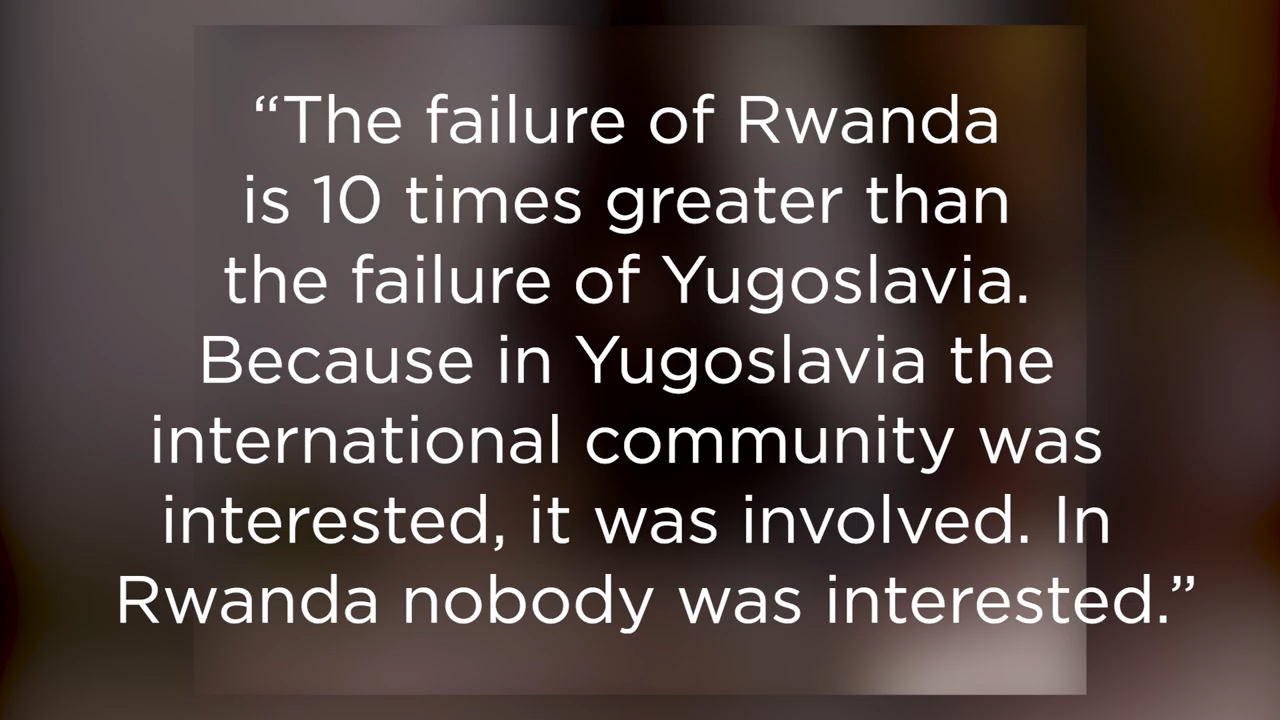 “The failure of Rwanda
is 10 times greater than
the failure of Yugoslavia.
Because in Yugoslavia the
international community was
interested, it was involved. In
Rwanda nobody was interested.”